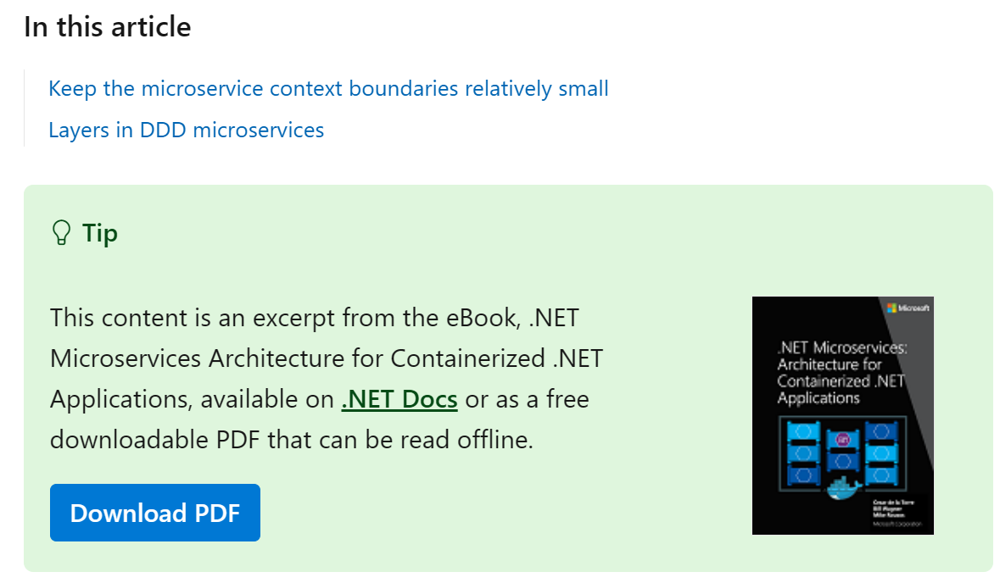 In this article
Keep the microservice context boundaries relatively small
Layers in DDD microservices
Tip
This content is an excerpt from the eBook, .NET
Microservices Architecture for Containerized .NET
Applications, available on .NET Docs or as a free
downloadable PDF that can be read offline.
Download PDF
Microsoft
.NET Microservices:
Architecture for
Containerized .NET
Applications
Cesar de la Torre
Bill Wagner
Mike Rousos
Microsoft Corporation